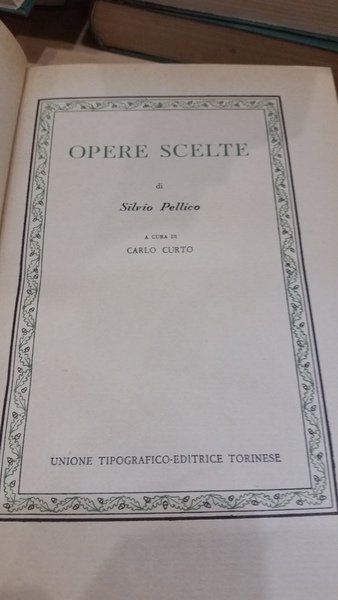 OPERE SCELTE
di
Silvio Pellico
A CURA DI
CARLO CURTO
UNIONE TIPOGRAFICO-EDITRICE TORINESE